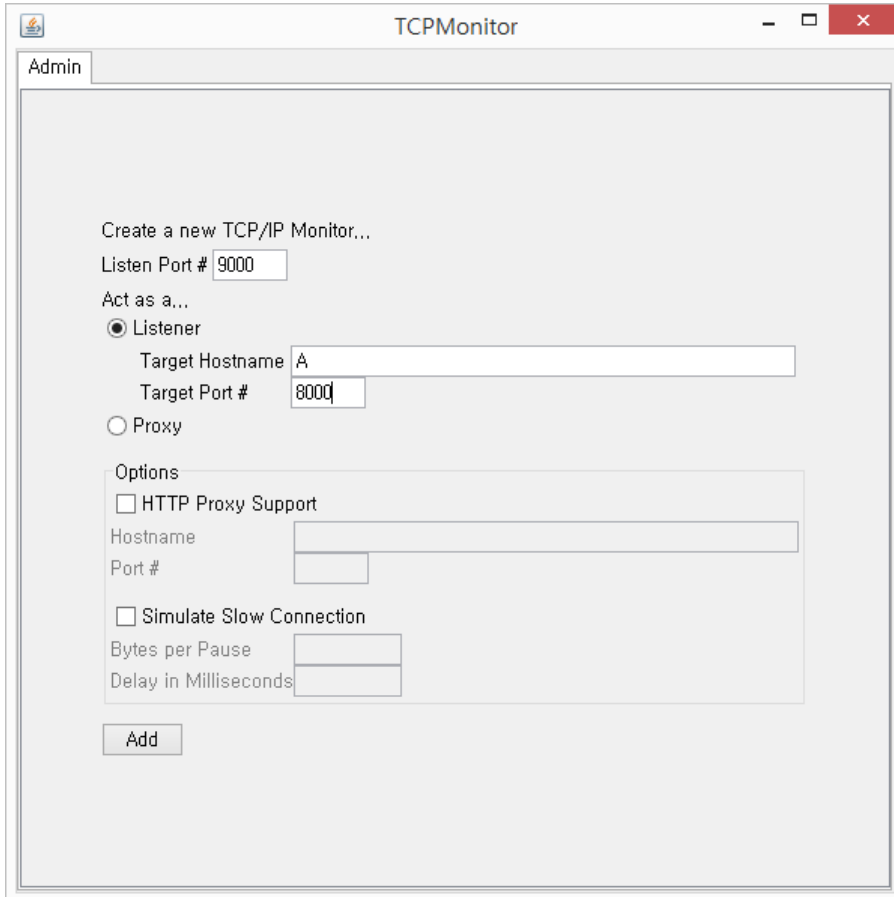 TCPMonitor
Admin
Create a new TCP/IP Monitor...
Listen Port # 9000
Act as a...
Listener
Target Hostname A
Target Port # 8000
Proxy
Options
HTTP Proxy Support
Hostname
Port #
Simulate Slow Connection
Bytes per Pause
Delay in Milliseconds
Add